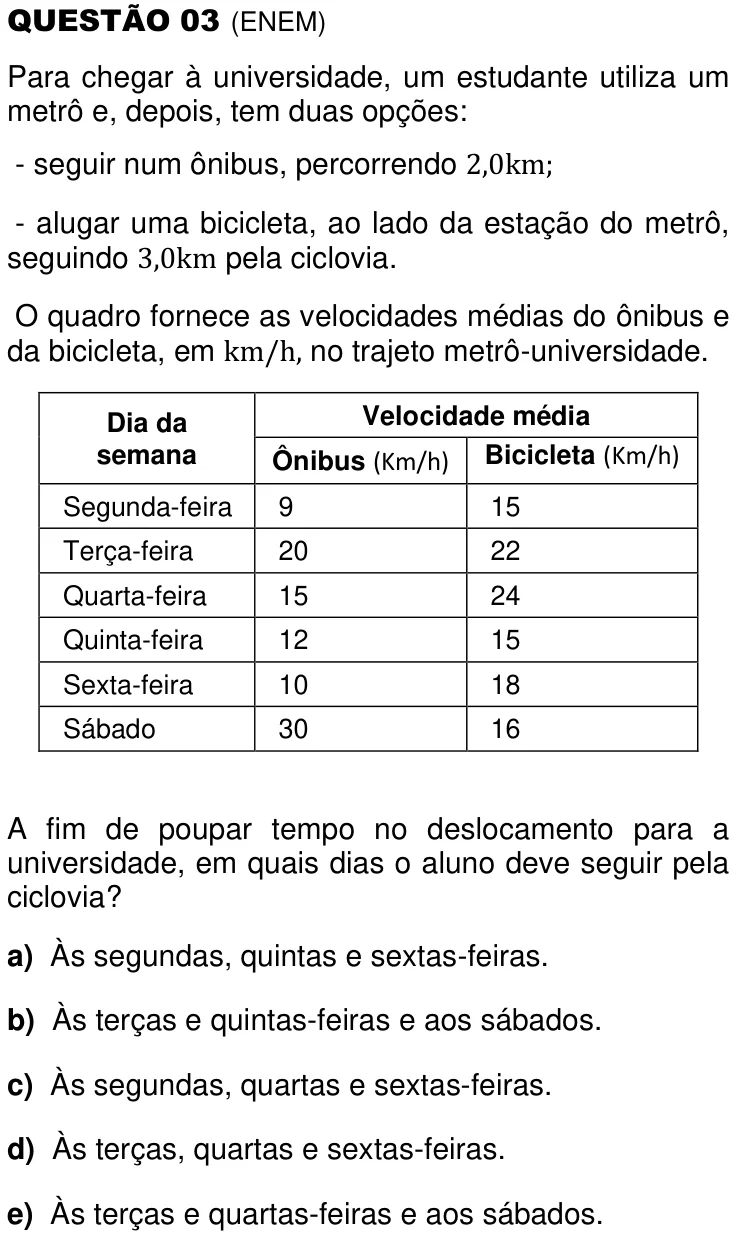 QUESTÃO 03 (ENEM)
Para chegar à universidade, um estudante utiliza um
metrô e, depois, tem duas opções:
- seguir num ônibus, percorrendo 2,0km;
- alugar uma bicicleta, ao lado da estação do metrô,
seguindo 3,0km pela ciclovia.
O quadro fornece as velocidades médias do ônibus e
da bicicleta, em km/h, no trajeto metrô-universidade.
Dia da
semana
Velocidade média
Ônibus (Km/h) Bicicleta (Km/h)
Segunda-feira 9 15
Terça-feira 20 22
Quarta-feira 15 24
Quinta-feira 12 15
Sexta-feira 10 18
Sábado 30 16
A fim de poupar tempo no deslocamento para a
universidade, em quais dias o aluno deve seguir pela
ciclovia?
a) Às segundas, quintas e sextas-feiras.
b) Às terças e quintas-feiras e aos sábados.
c) Às segundas, quartas e sextas-feiras.
d) Às terças, quartas e sextas-feiras.
e) Às terças e quartas-feiras e aos sábados.